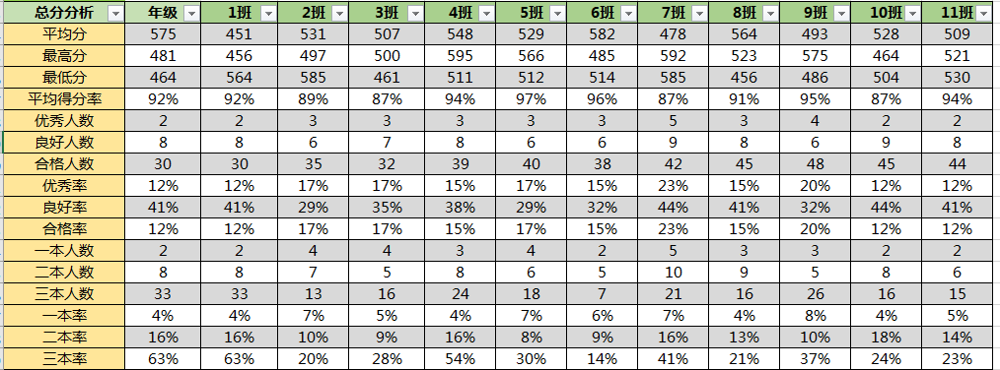 总分分析 年级 1班 2班 3班 4班 5班 6班 7班 8班 9班 10班 11班
平均分 575 451 531 507 548 529 582 478 564 493 528 509
最高分 481 456 497 500 595 566 485 592 523 575 464 521
最低分 464 564 585 461 511 512 514 585 456 486 504 530
平均得分率 92% 92% 89% 87% 94% 97% 96% 87% 91% 95% 87% 94%
优秀人数 2 2 3 3 3 3 3 5 3 4 2 2
良好人数 8 8 6 7 8 6 6 9 8 6 9 8
合格人数 30 30 35 32 39 40 38 42 45 48 45 44
优秀率 12% 12% 17% 17% 15% 17% 15% 23% 15% 20% 12% 12%
良好率 41% 41% 29% 35% 38% 29% 32% 44% 41% 32% 44% 41%
合格率 12% 12% 17% 17% 15% 17% 15% 23% 15% 20% 12% 12%
一本人数 2 2 4 4 3 4 2 5 3 3 2 2
二本人数 8 8 7 5 8 6 5 10 9 5 8 6
三本人数 33 33 13 16 24 18 7 21 16 26 16 15
一本率 4% 4% 7% 5% 4% 7% 6% 7% 4% 8% 4% 5%
二本率 16% 16% 10% 9% 16% 8% 9% 16% 13% 10% 18% 14%
三本率 63% 63% 20% 28% 54% 30% 14% 41% 21% 37% 24% 23%